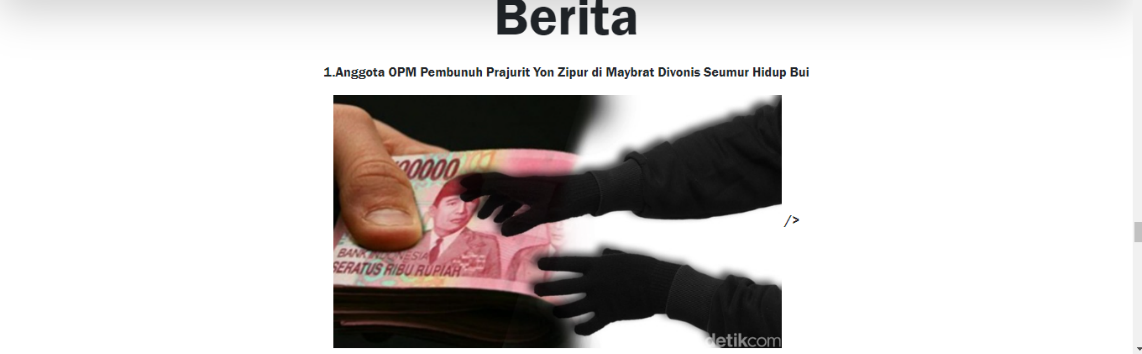 Berita
1.Anggota OPM Pembunuh Prajurit Yon Zipur di Maybrat Divonis Seumur Hidup Bui
00000
/>
BANK INDONESIA
SERATUS RIBU RUPIAH
detikcom